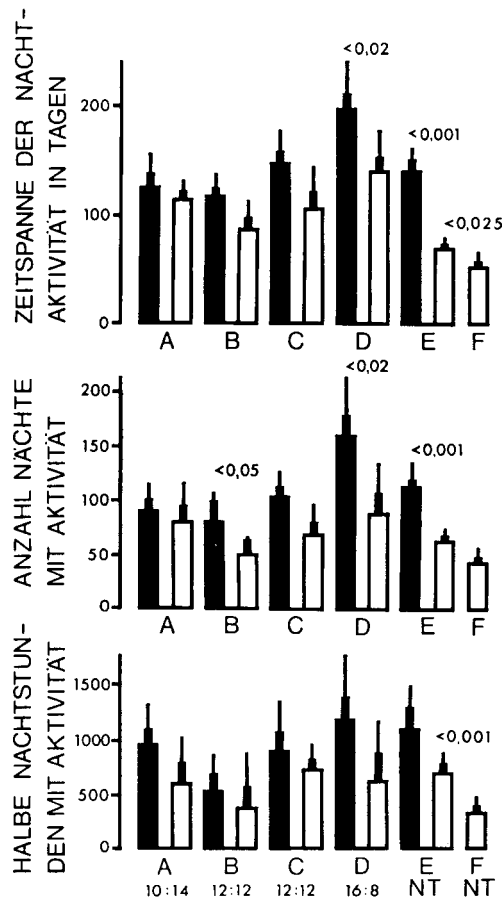 ZEITSPANNE DER NACHT-
AKTIVITÄT IN TAGEN
200
100
0
<0,02
<0,001
<0,025
A B C D E F
ANZAHL NÄCHTE
MIT AKTIVITÄT
200
150
100
50
0
<0,05
<0,02
<0,001
A B C D E F
HALBE NACHTSTUN-
DEN MIT AKTIVITÄT
1500
1000
500
0
<0,001
A B C D E F
10:14 12:12 12:12 16:8 NT NT